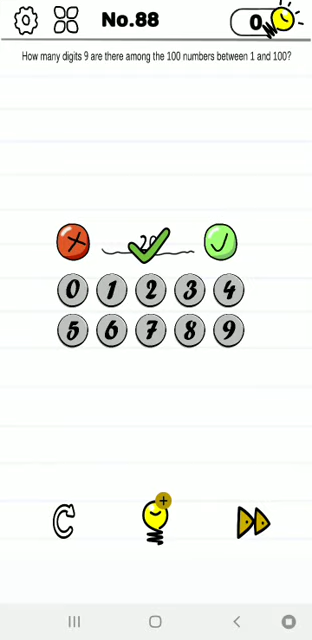 No.88
0
How many digits 9 are there among the 100 numbers between 1 and 100?
20
0 1 2 3 4
5 6 7 8 9